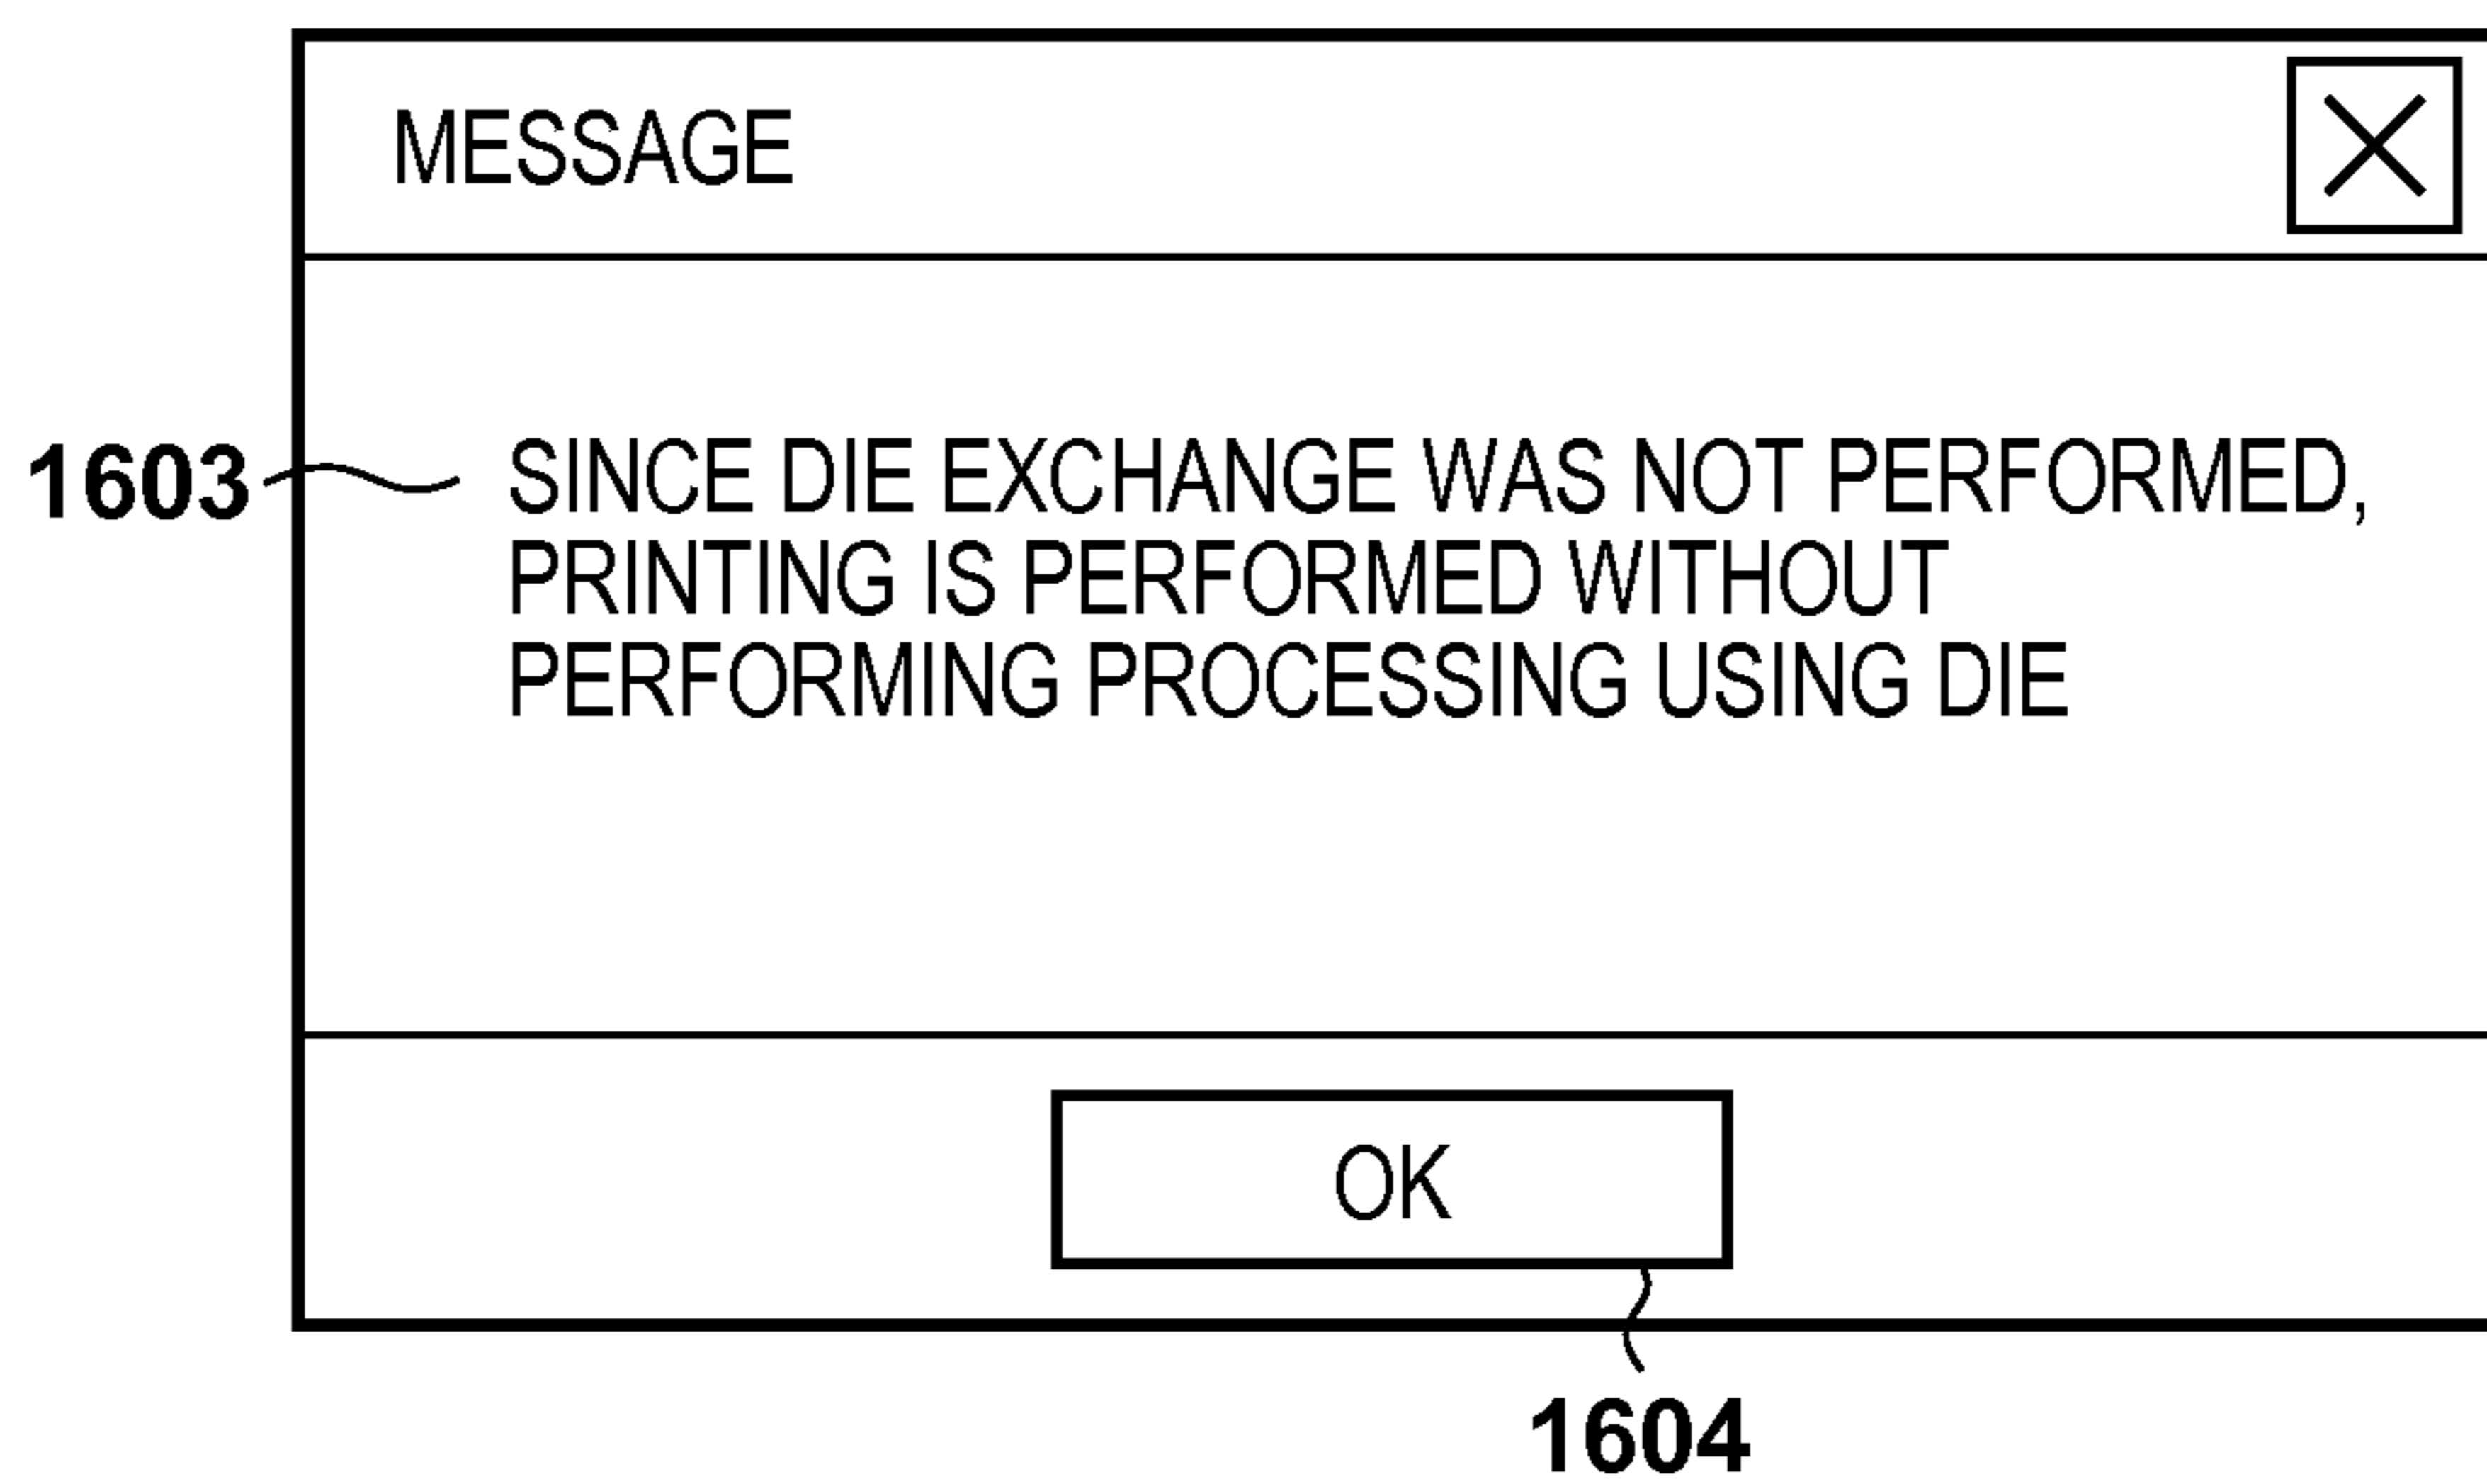 MESSAGE
1603
SINCE DIE EXCHANGE WAS NOT PERFORMED,
PRINTING IS PERFORMED WITHOUT
PERFORMING PROCESSING USING DIE
OK
1604